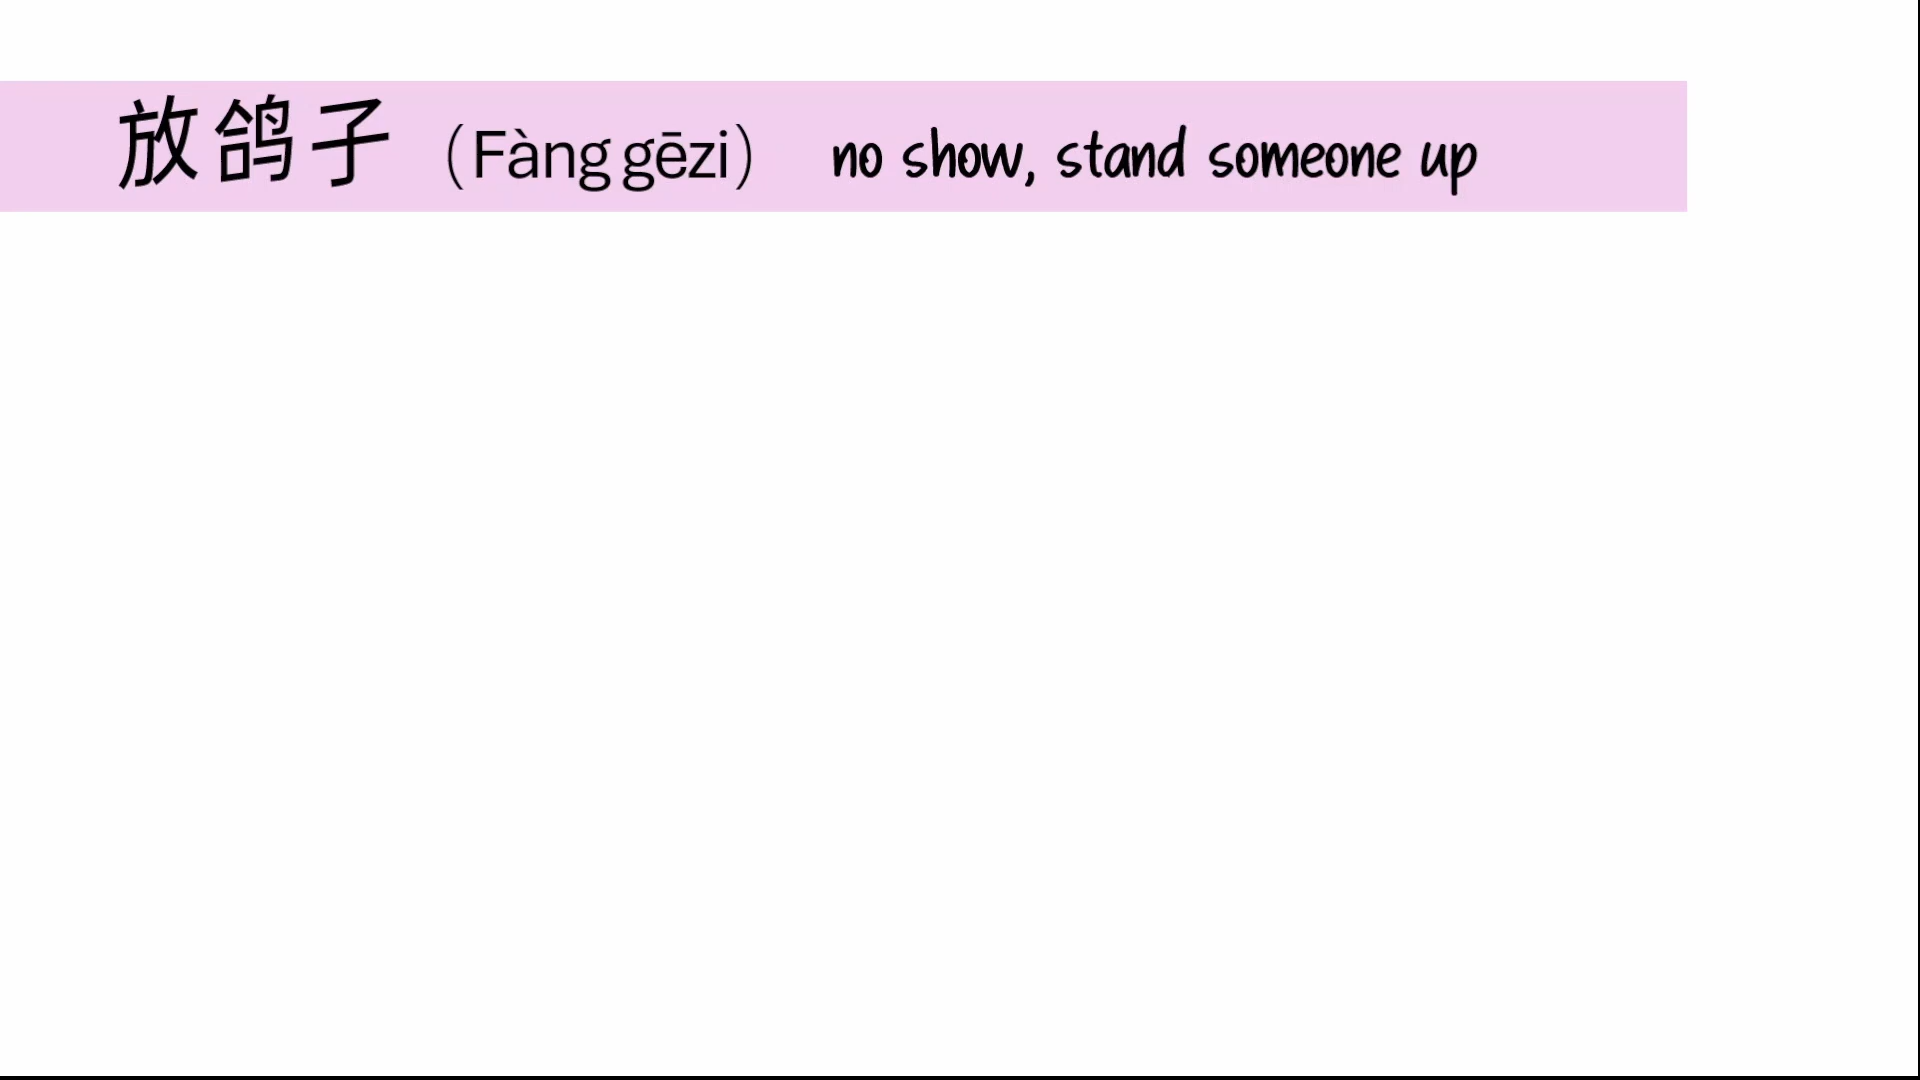 放鸽子 (Fàng gēzi) no show, stand someone up